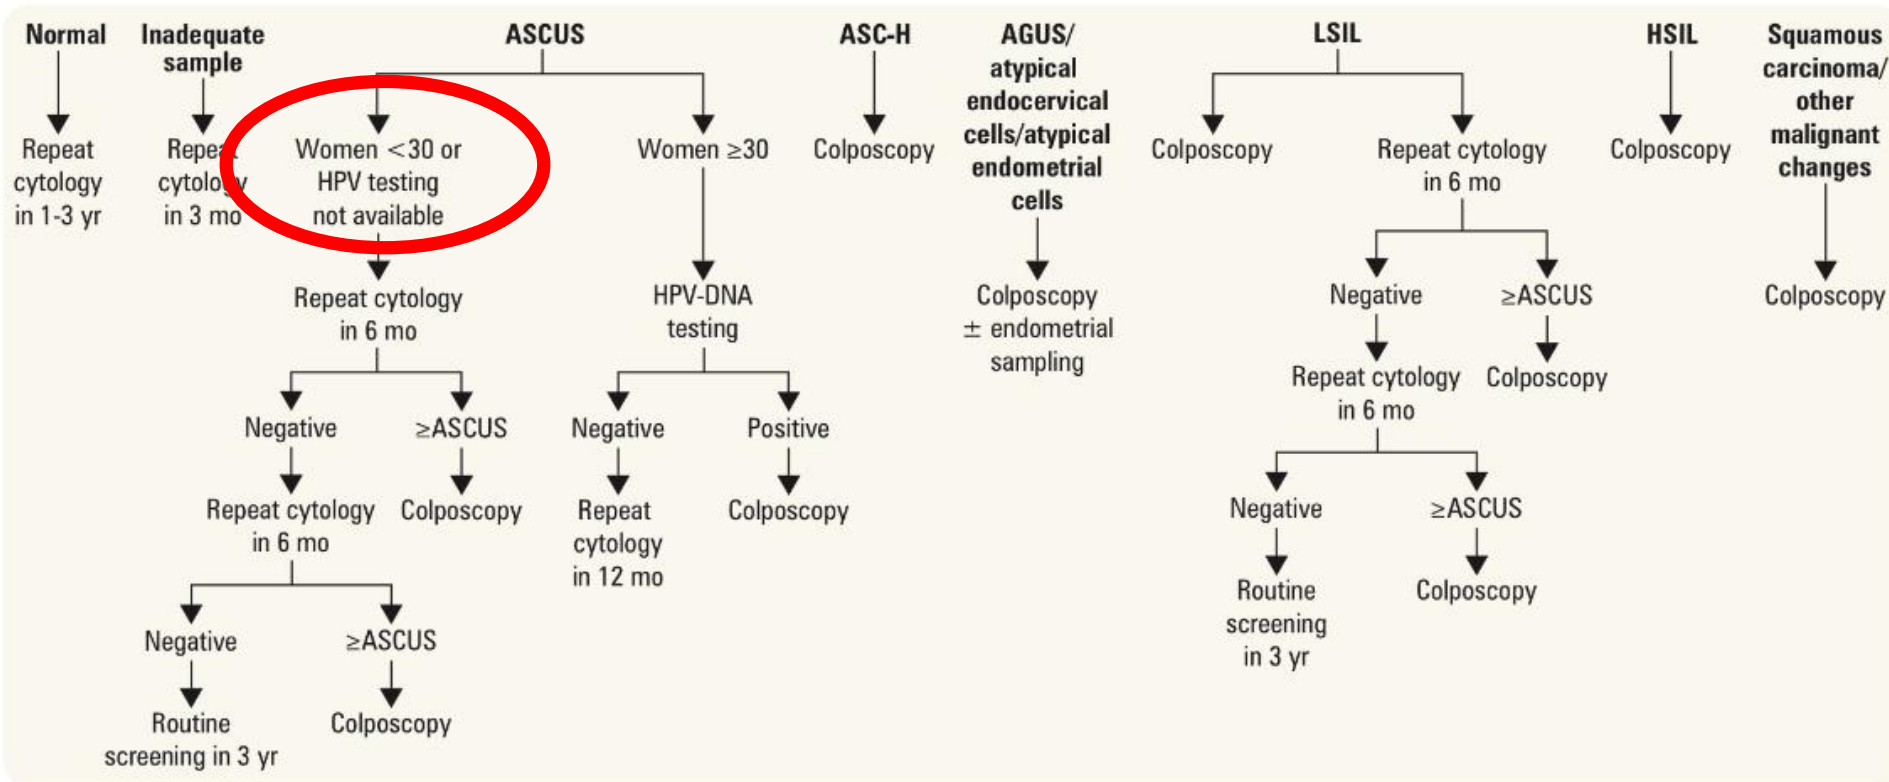 Normal
Inadequate
sample
ASCUS
ASC-H
AGUS/
atypical
endocervical
cells/atypical
endometrial
cells
LSIL
HSIL
Squamous
carcinoma/
other
malignant
changes
Repeat
cytology
in 1-3 yr
Repeat
cytology
in 3 mo
Women <30 or
HPV testing
not available
Women ≥30
Colposcopy
Colposcopy
Repeat cytology
in 6 mo
Colposcopy
Repeat cytology
in 6 mo
HPV-DNA
testing
Colposcopy
± endometrial
sampling
Negative
≥ASCUS
Colposcopy
Repeat cytology
in 6 mo
Colposcopy
Negative
≥ASCUS
Negative
Positive
Repeat cytology
in 6 mo
Colposcopy
Repeat
cytology
in 12 mo
Colposcopy
Negative
≥ASCUS
Routine
screening
in 3 yr
Colposcopy
Negative
≥ASCUS
Routine
screening in 3 yr
Colposcopy